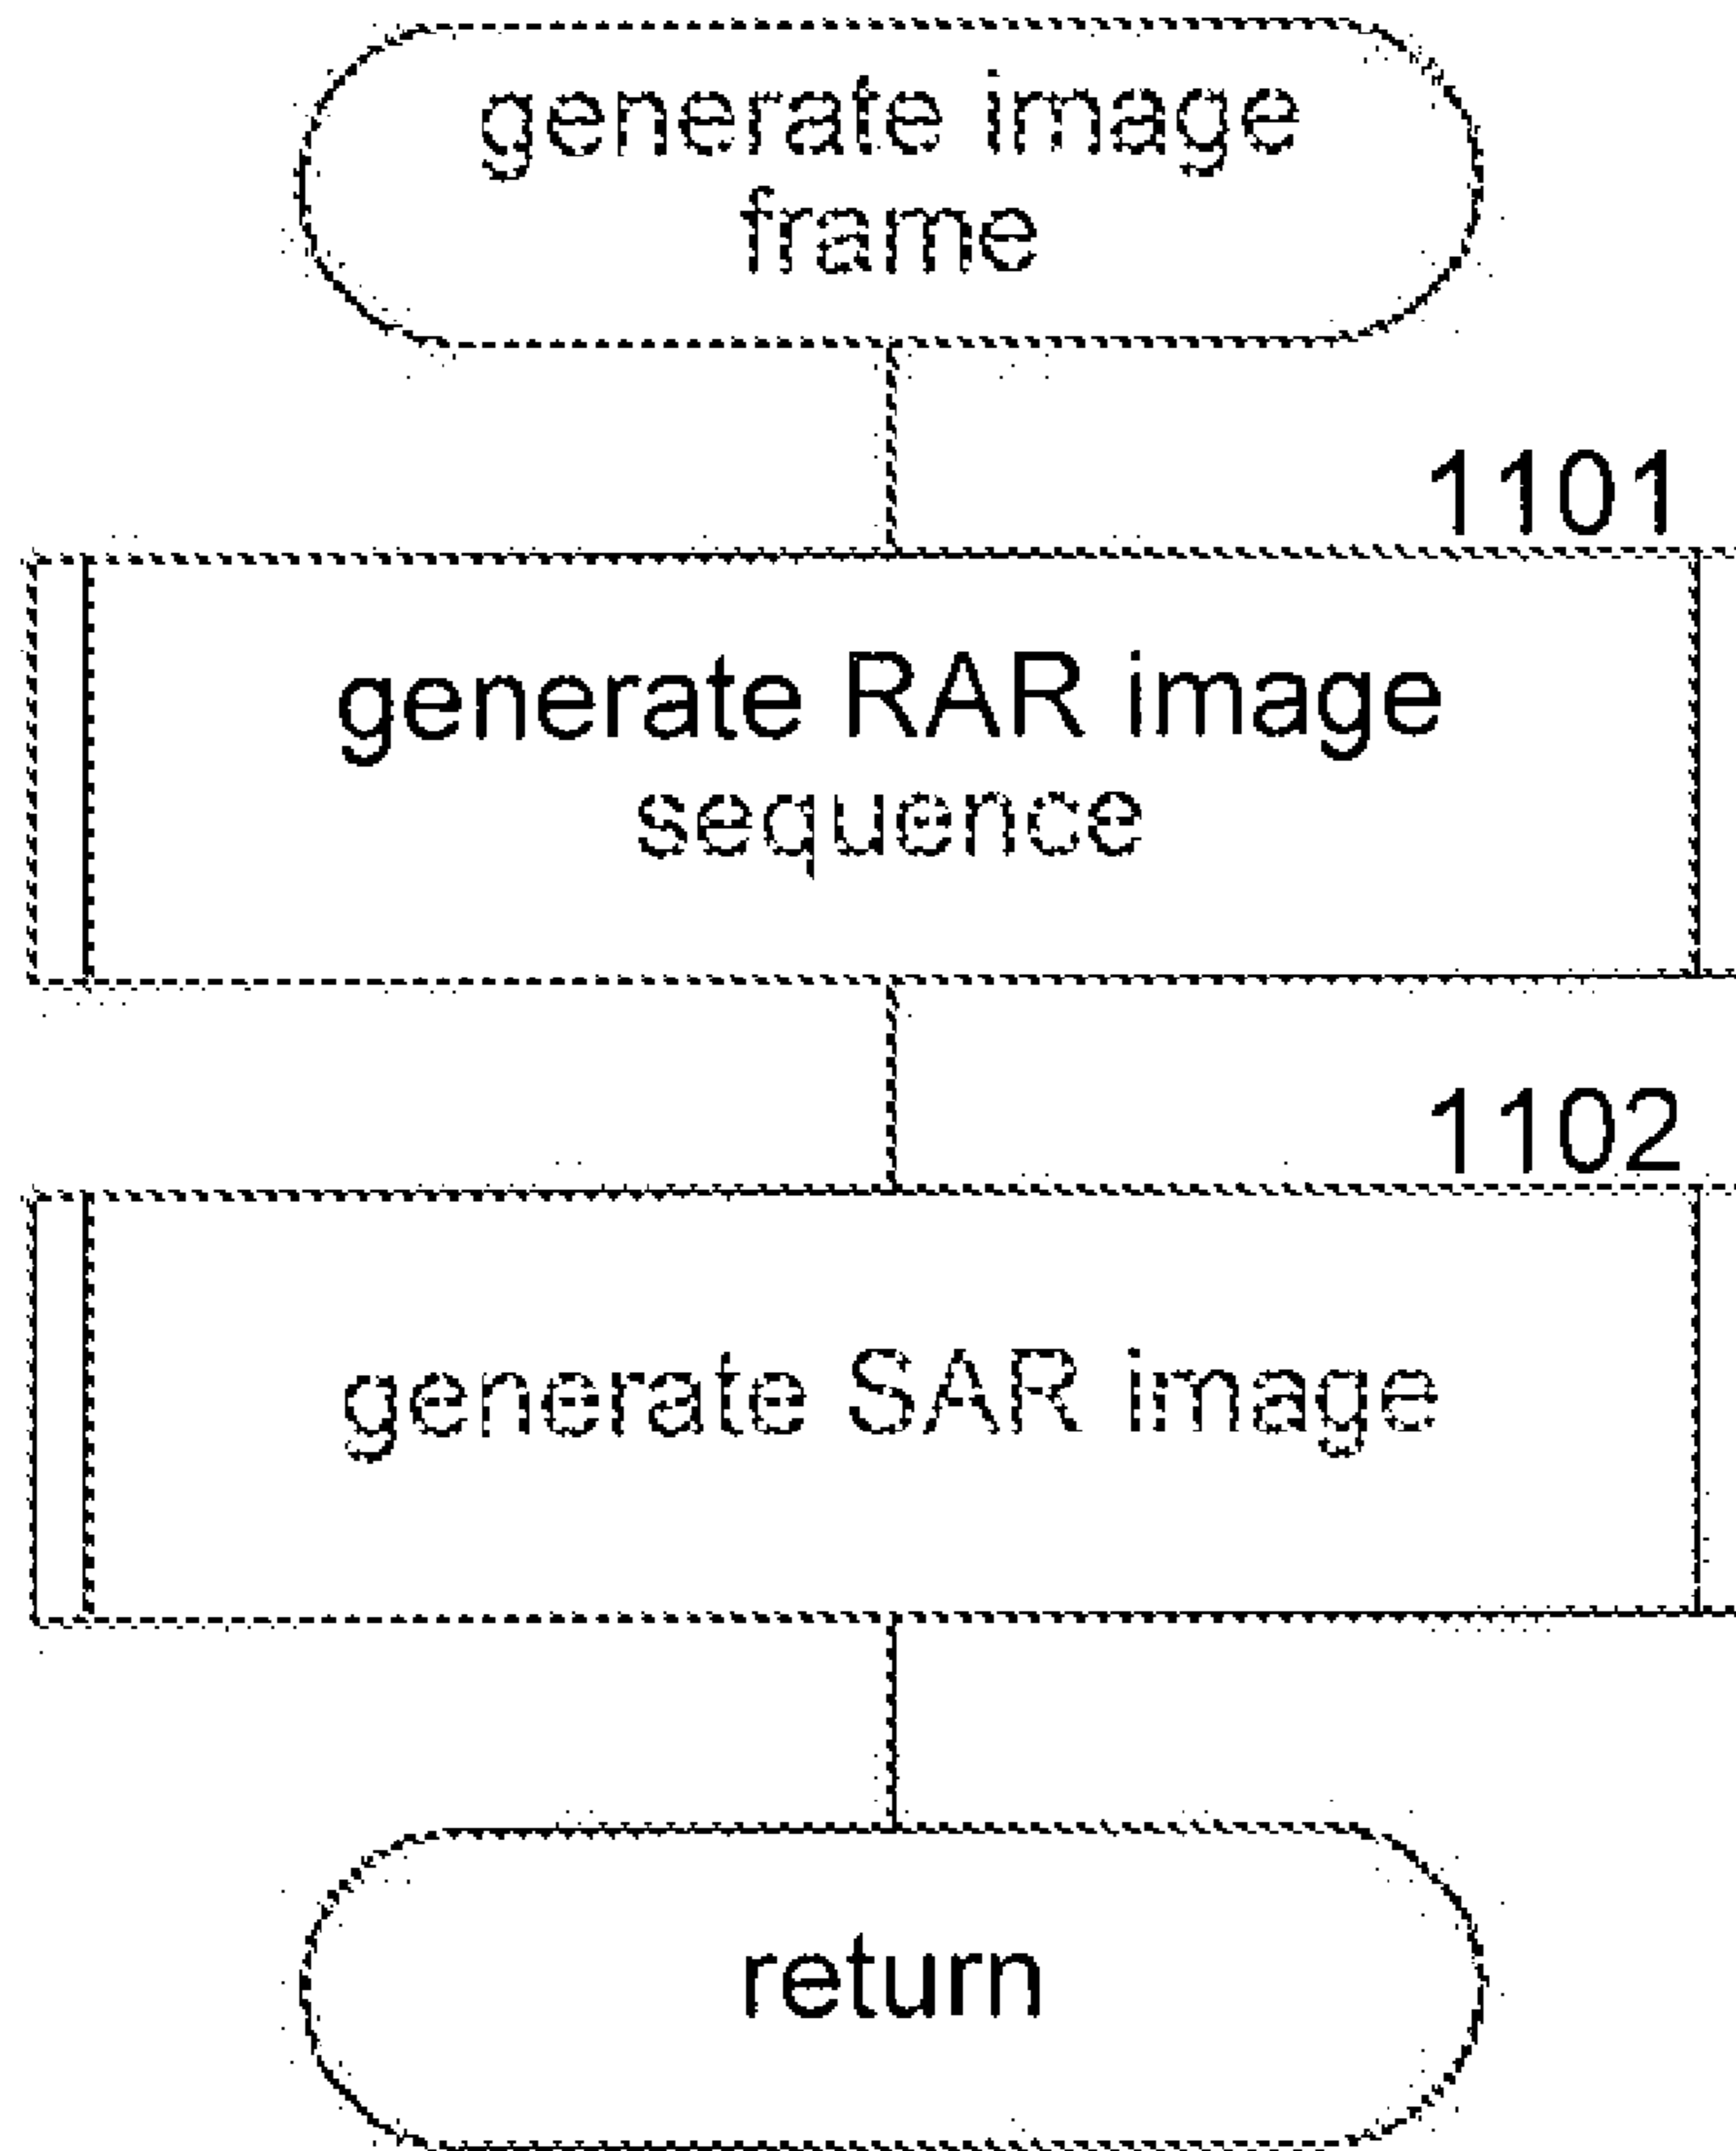 generate image
frame
1101
generate RAR image
sequence
1102
generate SAR image
return